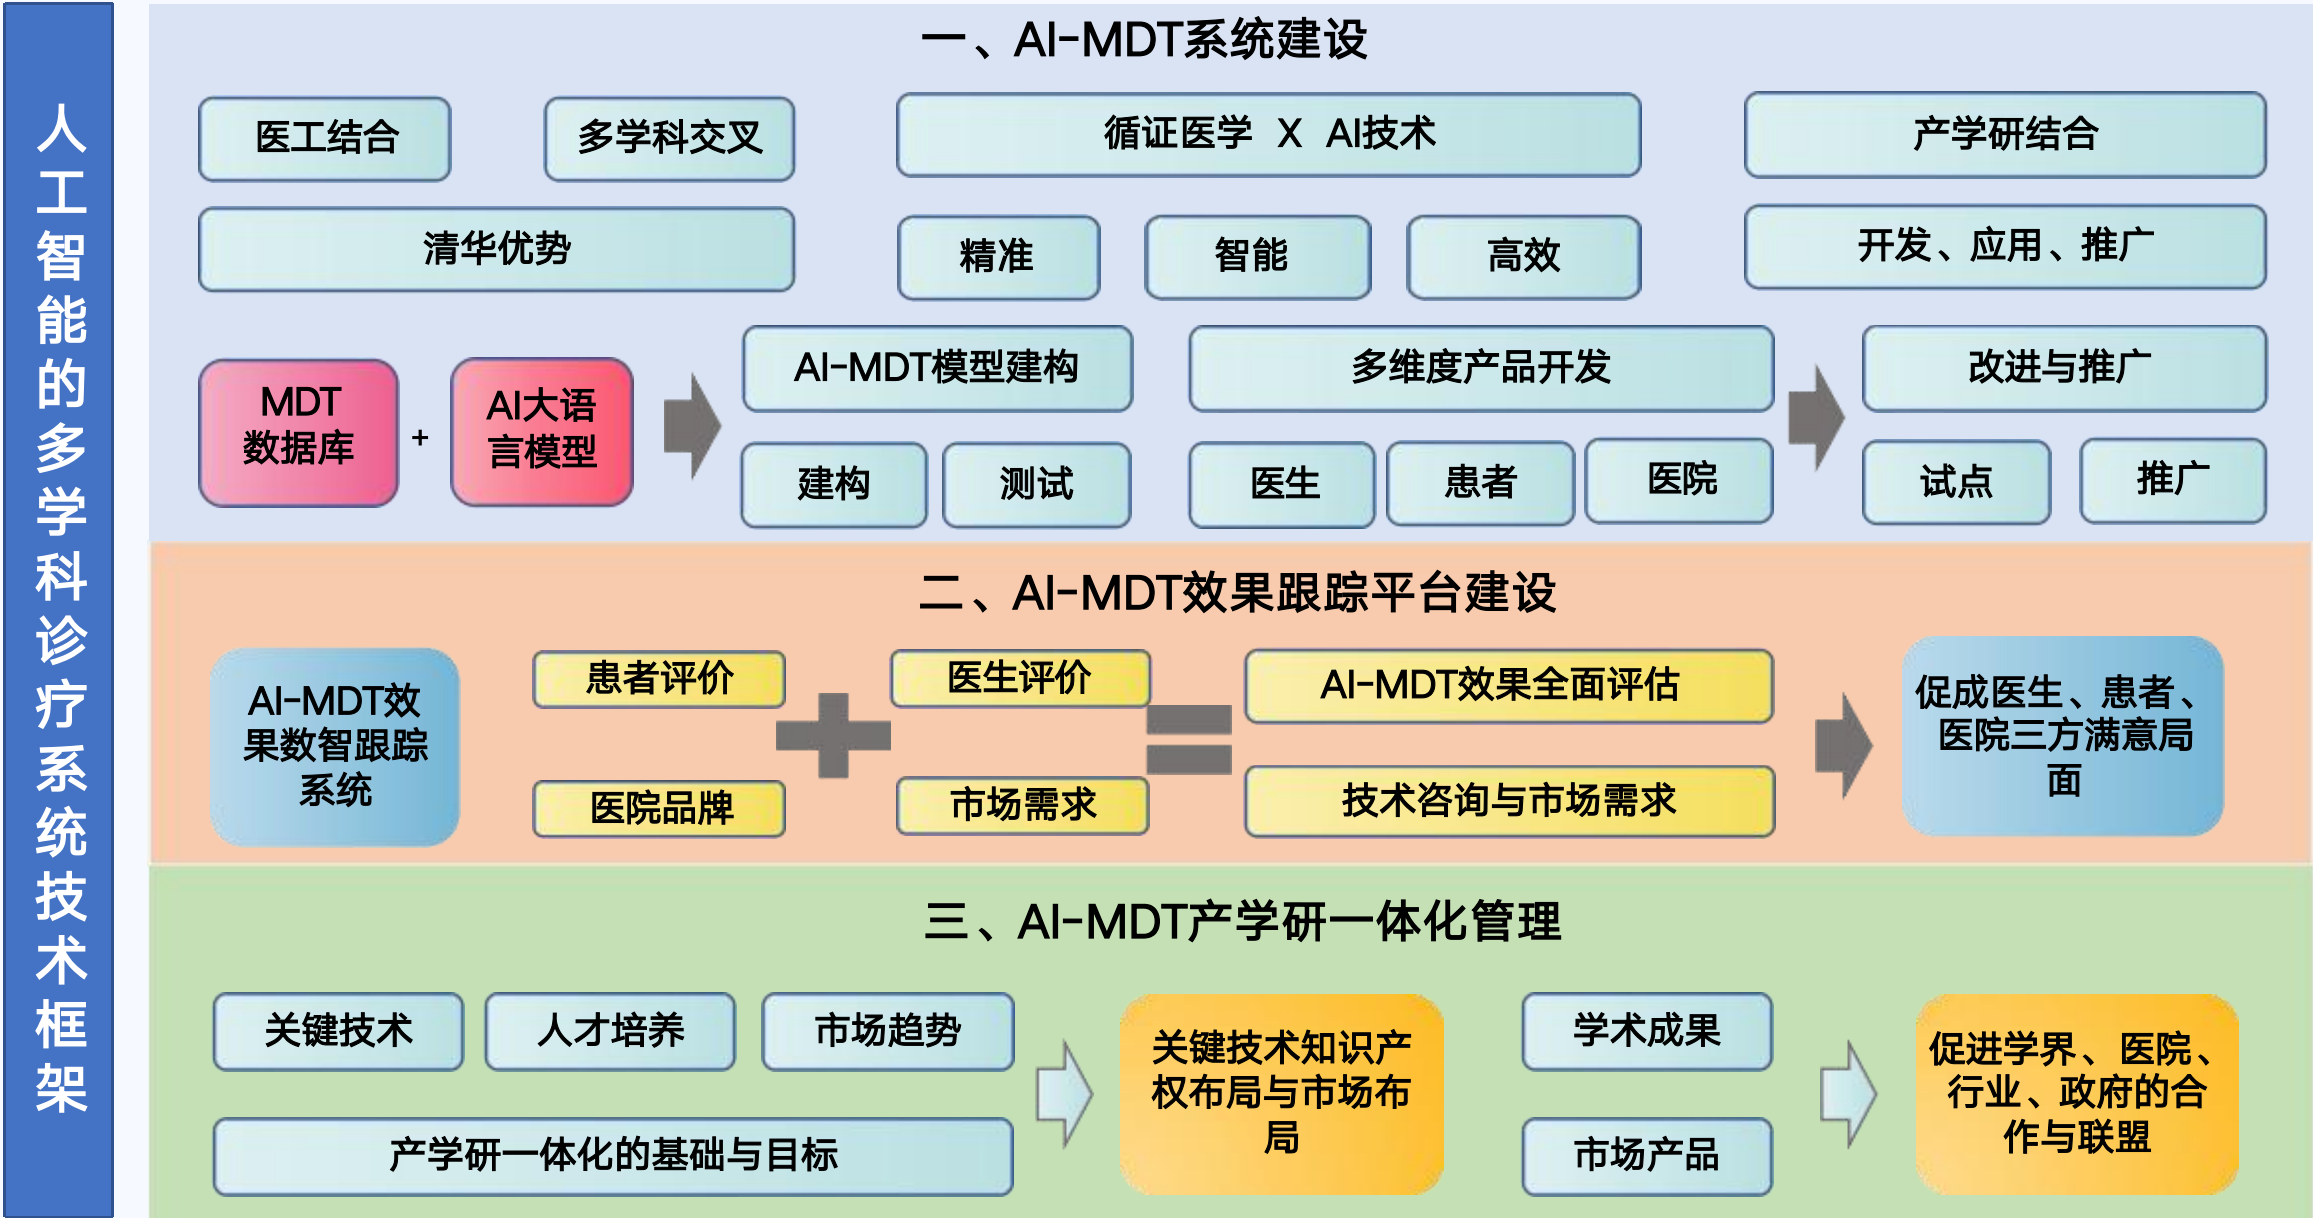 人工智能的多学科诊疗系统技术框架
一、AI-MDT系统建设
医工结合
多学科交叉
循证医学 X AI技术
产学研结合
清华优势
精准
智能
高效
开发、应用、推广
MDT
数据库
+
AI大语
言模型
AI-MDT模型建构
多维度产品开发
改进与推广
建构
测试
医生
患者
医院
试点
推广
二、AI-MDT效果跟踪平台建设
AI-MDT效
果数智跟踪
系统
患者评价
医生评价
AI-MDT效果全面评估
医院品牌
市场需求
技术咨询与市场需求
促成医生、患者、
医院三方满意局
面
三、AI-MDT产学研一体化管理
关键技术
人才培养
市场趋势
产学研一体化的基础与目标
关键技术知识产
权布局与市场布
局
学术成果
市场产品
促进学界、医院、
行业、政府的合
作与联盟